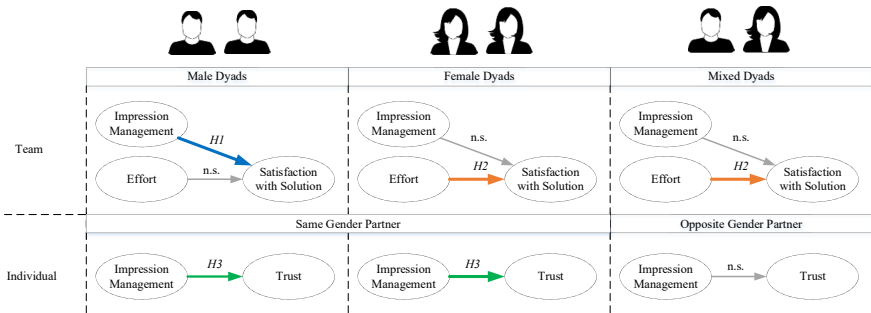 Male Dyads
Female Dyads
Mixed Dyads
Team
Impression
Management
H1
Effort
n.s.
Satisfaction
with Solution
Impression
Management
n.s.
Effort
H2
Satisfaction
with Solution
Impression
Management
n.s.
Effort
H2
Satisfaction
with Solution
Same Gender Partner
Opposite Gender Partner
Individual
Impression
Management
H3
Trust
Impression
Management
H3
Trust
Impression
Management
n.s.
Trust